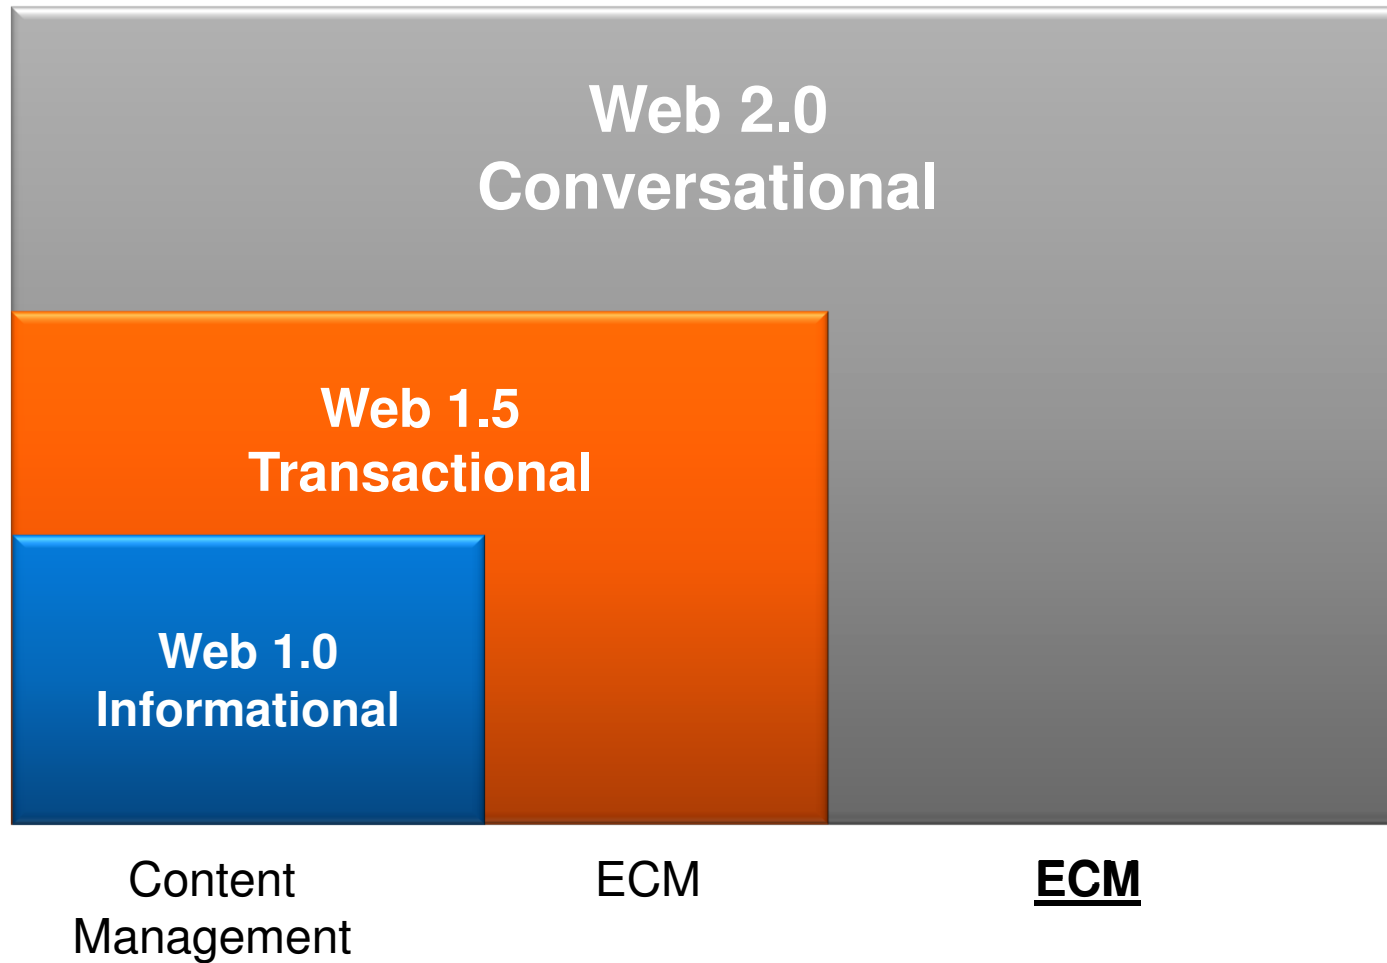 Web 2.0
Conversational
Web 1.5
Transactional
Web 1.0
Informational
Content
Management
ECM
ECM